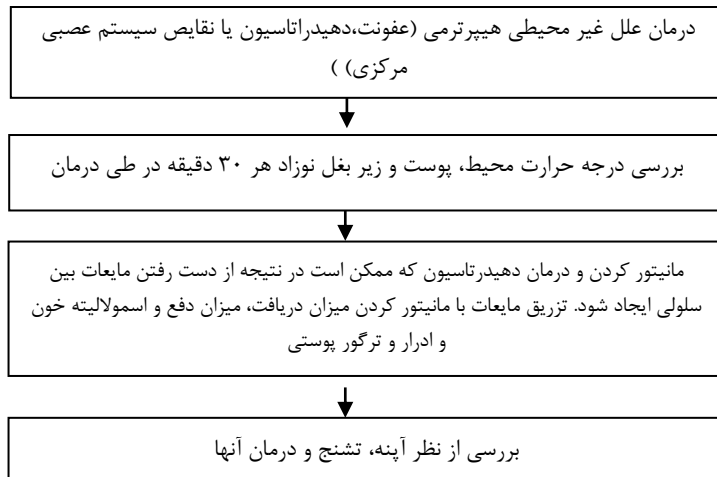 درمان علل غیر محیطی هیپرترمی (عفونت،دهیدراتاسیون یا نقایص سیستم عصبی
مرکزی) )
بررسی درجه حرارت محیط، پوست و زیر بغل نوزاد هر ۳۰ دقیقه در طی درمان
مانیتور کردن و درمان دهیدرتاسیون که ممکن است در نتیجه از دست رفتن مایعات بین
سلولی ایجاد شود. تزریق مایعات با مانیتور کردن میزان دریافت، میزان دفع و اسمولالیته خون
و ادرار و ترگور پوستی
بررسی از نظر آپنه، تشنج و درمان آنها